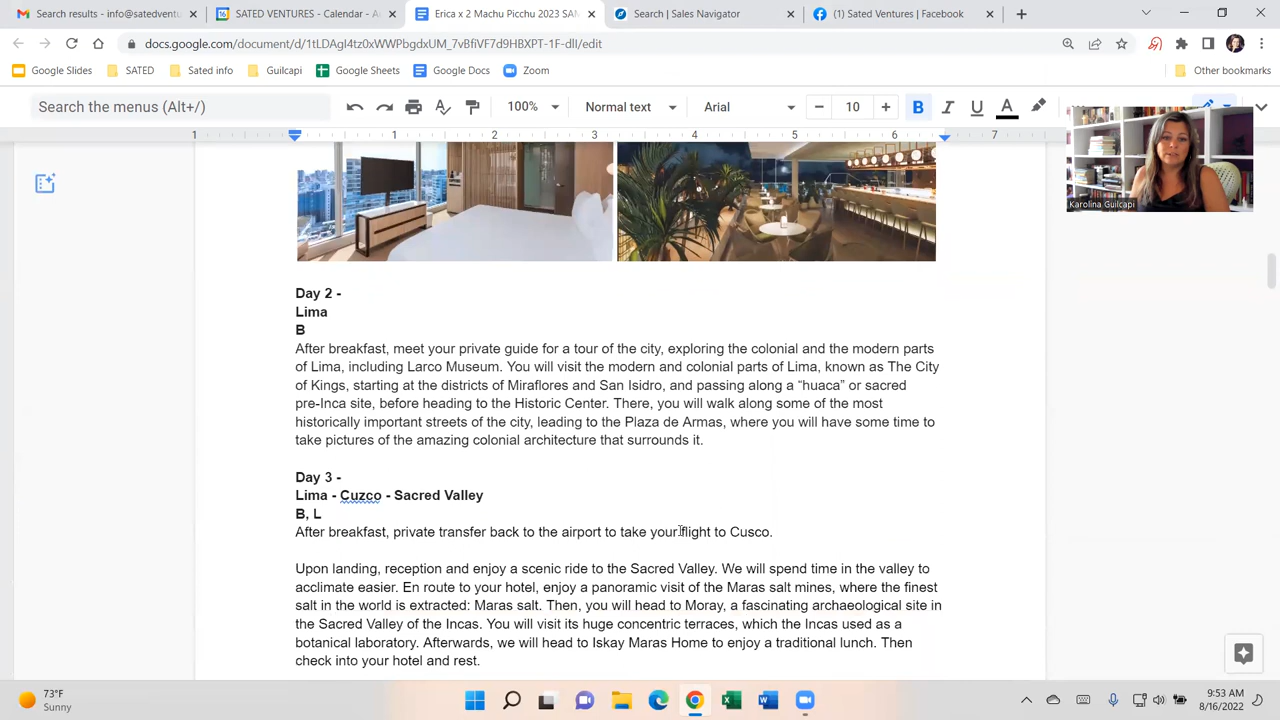 Search results - info@satedventu
SATED VENTURES - Calendar - A
Erica x 2 Machu Picchu 2023 SAM
Search | Sales Navigator
(1) Sated Ventures | Facebook
docs.google.com/document/d/1tLDAgI4tz0xWWPbgdxUM_7vBfiVF7d9HBXPT-1F-dlI/edit
Google Slides
SATED
Sated info
Guilcapi
Google Sheets
Google Docs
Zoom
Other bookmarks
Search the menus (Alt+/)
100%
Normal text
Arial
10
B I U A
1 1 2 3 4 5 6 7
Karolina Guilcapi
Day 2 -
Lima
B
After breakfast, meet your private guide for a tour of the city, exploring the colonial and the modern parts
of Lima, including Larco Museum. You will visit the modern and colonial parts of Lima, known as The City
of Kings, starting at the districts of Miraflores and San Isidro, and passing along a “huaca” or sacred
pre-Inca site, before heading to the Historic Center. There, you will walk along some of the most
historically important streets of the city, leading to the Plaza de Armas, where you will have some time to
take pictures of the amazing colonial architecture that surrounds it.
Day 3 -
Lima - Cuzco - Sacred Valley
B, L
After breakfast, private transfer back to the airport to take your flight to Cusco.
Upon landing, reception and enjoy a scenic ride to the Sacred Valley. We will spend time in the valley to
acclimate easier. En route to your hotel, enjoy a panoramic visit of the Maras salt mines, where the finest
salt in the world is extracted: Maras salt. Then, you will head to Moray, a fascinating archaeological site in
the Sacred Valley of the Incas. You will visit its huge concentric terraces, which the Incas used as a
botanical laboratory. Afterwards, we will head to Iskay Maras Home to enjoy a traditional lunch. Then
check into your hotel and rest.
73°F
Sunny
9:53 AM
8/16/2022